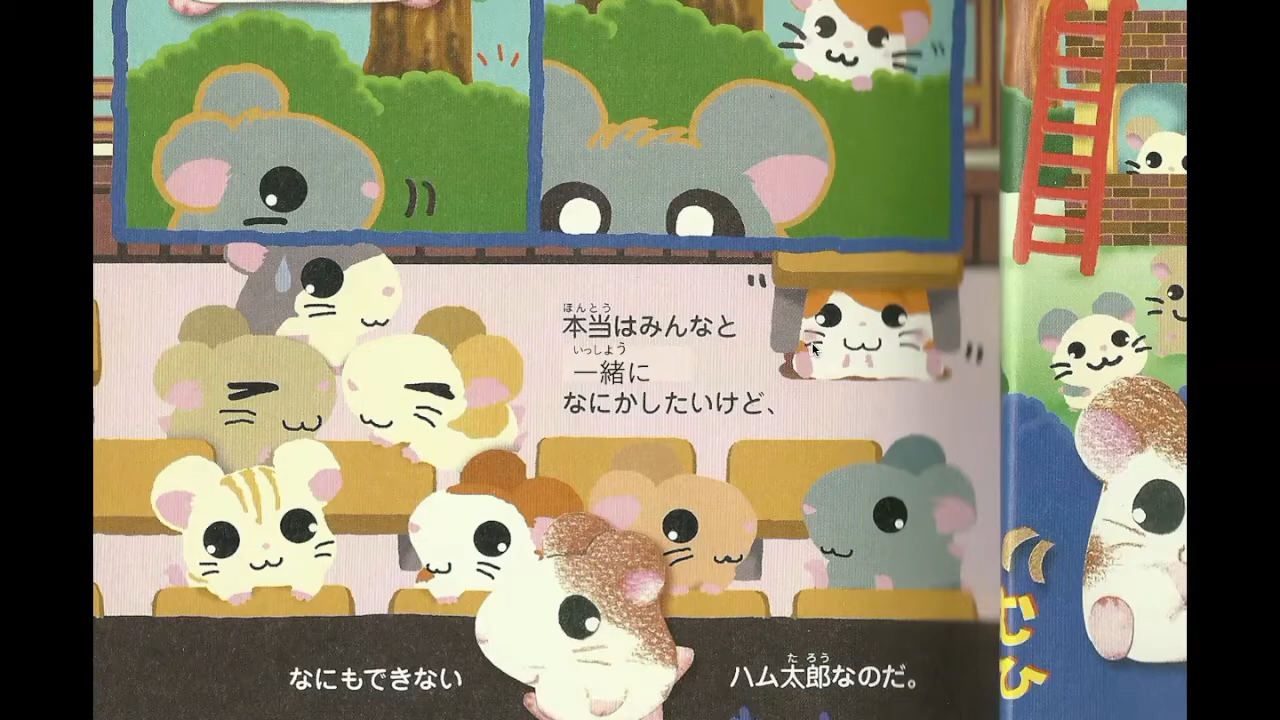 本当はみんなと
一緒に
なにかしたいけど、
なにもできない
ハム太郎なのだ。